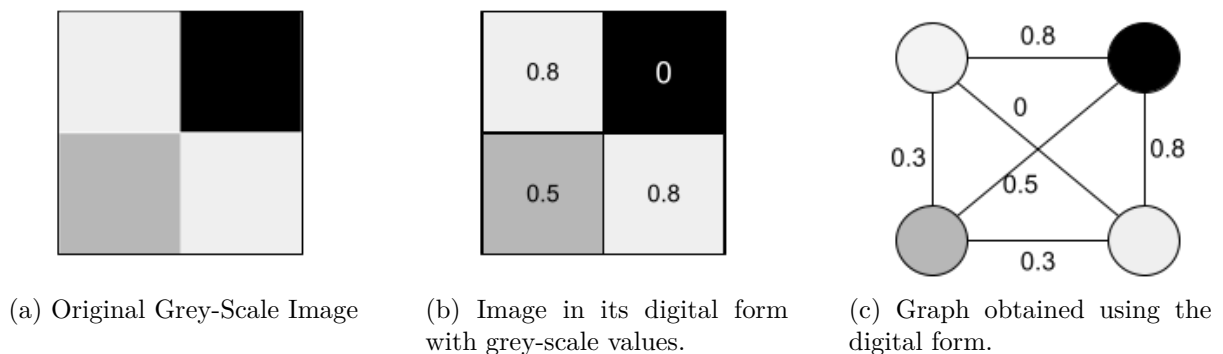 0.8 0
0.5 0.8
0.8
0
0.3 0.8
0.5
0.3
(a) Original Grey-Scale Image
(b) Image in its digital form
with grey-scale values.
(c) Graph obtained using the
digital form.